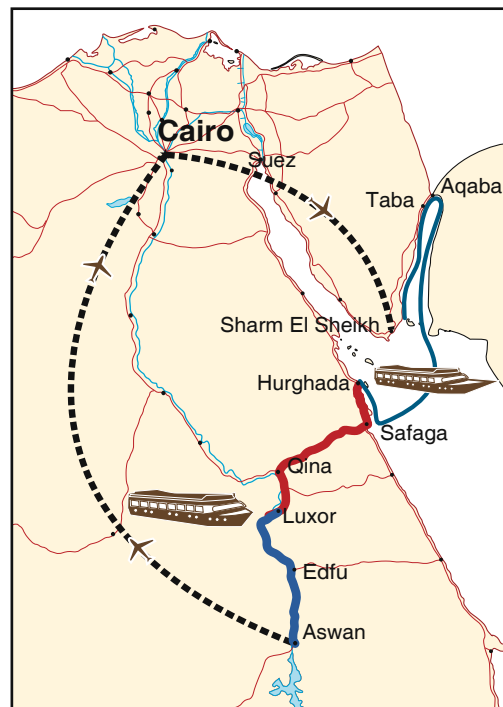 Cairo
Suez
Taba
Aqaba
Sharm El Sheikh
Hurghada
Safaga
Qina
Luxor
Edfu
Aswan